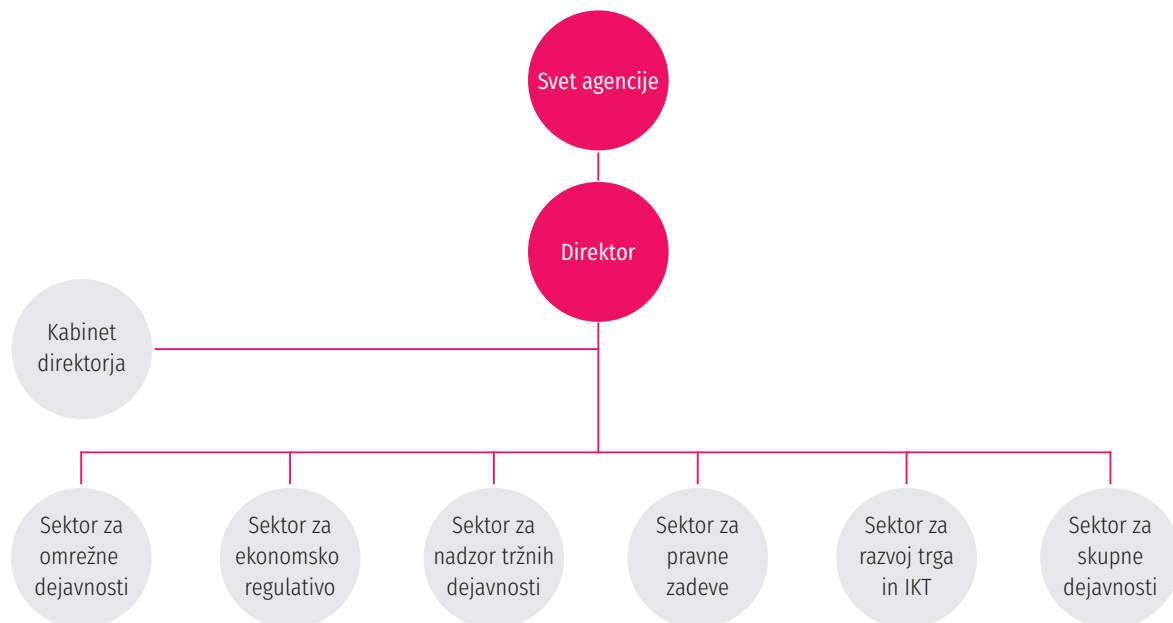 Svet agencije
Direktor
Kabinet
direktorja
Sektor za
omrežne
dejavnosti
Sektor za
ekonomsko
regulativo
Sektor za
nadzor tržnih
dejavnosti
Sektor za
pravne
zadeve
Sektor za
razvoj trga
in IKT
Sektor za
skupne
dejavnosti